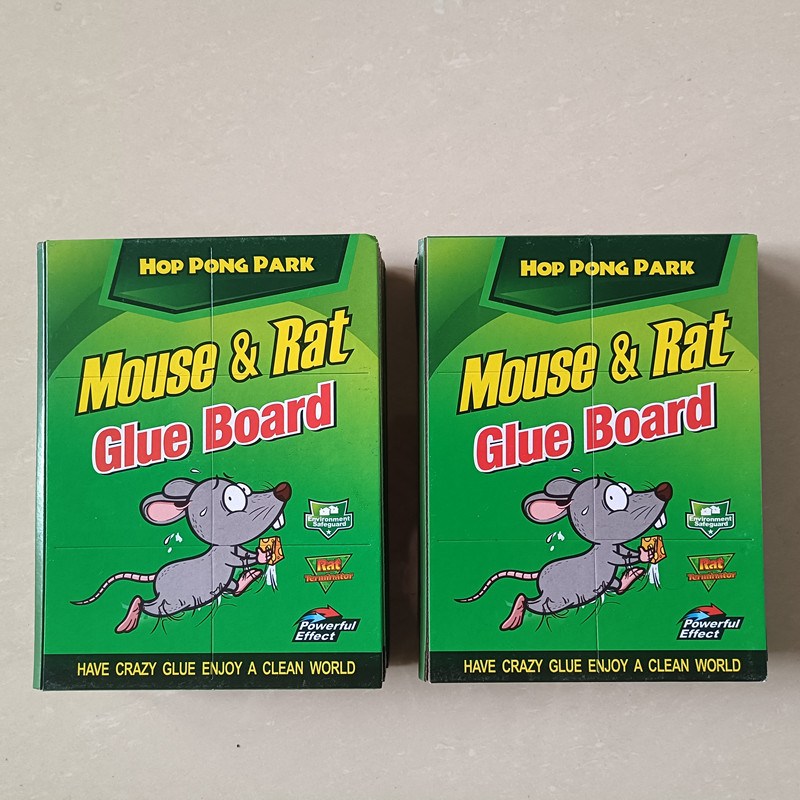 HOP PONG PARK
Mouse & Rat
Glue Board
Environment
Safeguard
Rat
Terminator
Powerful
Effect
HAVE CRAZY GLUE ENJOY A CLEAN WORLD
HOP PONG PARK
Mouse & Rat
Glue Board
Environment
Safeguard
Rat
Terminator
Powerful
Effect
HAVE CRAZY GLUE ENJOY A CLEAN WORLD